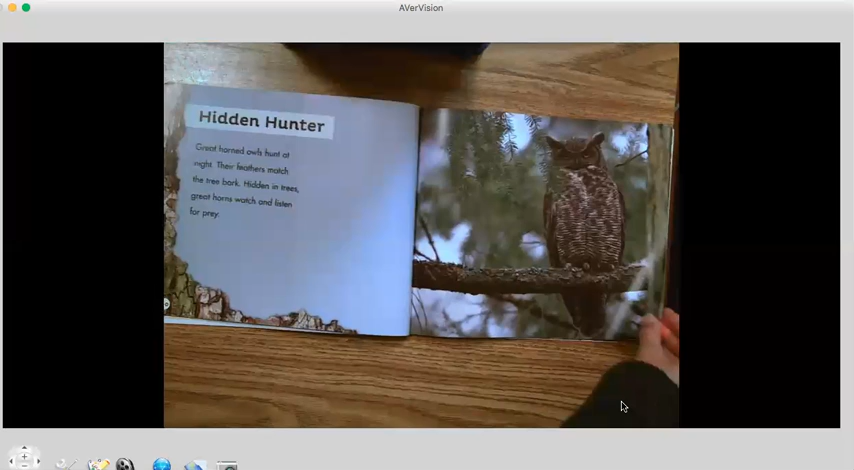 AVerVision
Hidden Hunter
Great horned owls hunt at
night. Their feathers match
the tree bark. Hidden in trees,
great horns watch and listen
for prey.